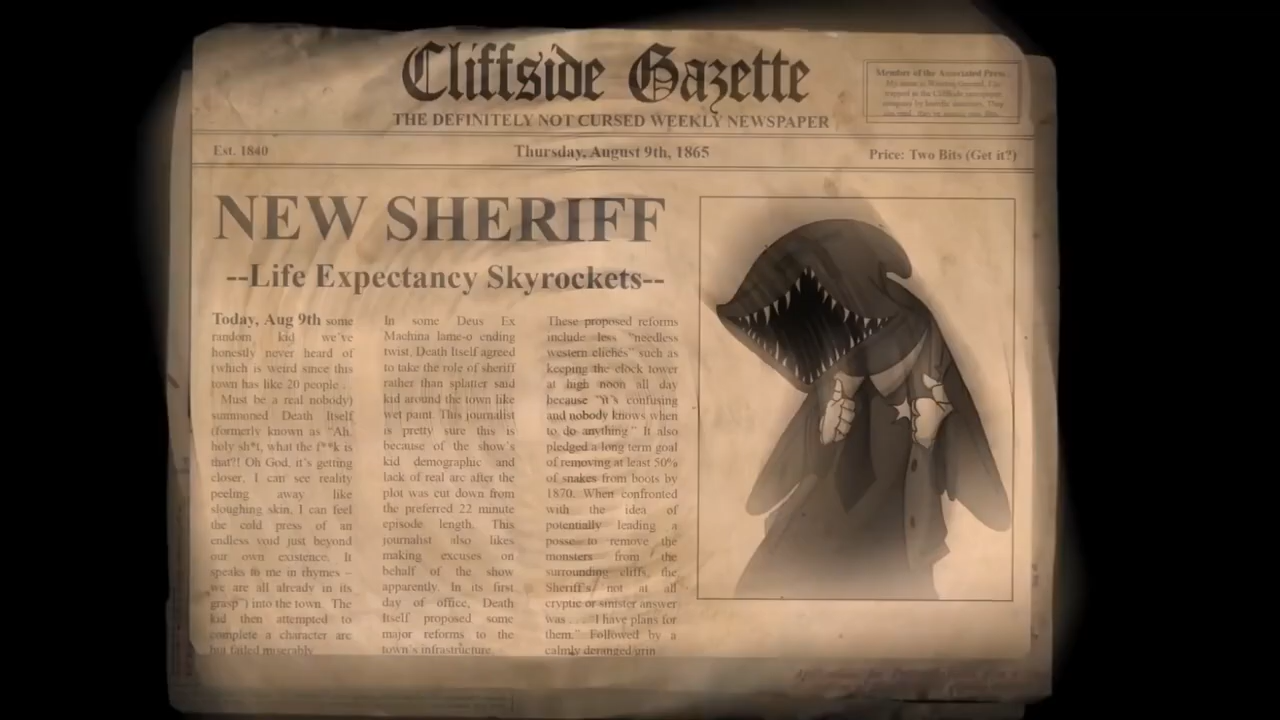 Cliffside Gazette
THE DEFINITELY NOT CURSED WEEKLY NEWSPAPER
Member of the Associated Press
Est. 1840
Thursday, August 9th, 1865
Price: Two Bits (Get it?)
NEW SHERIFF
--Life Expectancy Skyrockets--
Today, Aug 9th some
random kid we've
honestly never heard of
(which is weird since this
town has like 20 people . .
Must be a real nobody)
summoned Death Itself
(formerly known as "Ah,
holy sh*t, what the f**k is
that?! Oh God, it's getting
closer, I can see reality
peeling away like
sloughing skin. I can feel
the cold press of an
endless void just beyond
our own existence. It
speaks to me in rhymes –
we are all already in its
grasp") into the town. The
kid then attempted to
complete a character arc
but failed miserably.
In some Deus Ex
Machina lame-o ending
twist, Death Itself agreed
to take the role of sheriff
rather than splatter said
kid around the town like
wet paint. This journalist
is pretty sure this is
because of the show's
kid demographic and
lack of real arc after the
plot was cut down from
the preferred 22 minute
episode length. This
journalist also likes
making excuses on
behalf of the show
apparently. In its first
day of office, Death
Itself proposed some
major reforms to the
town's infrastructure.
These proposed reforms
include less "needless
western clichés" such as
keeping the clock tower
at high noon all day
because "it's confusing
and nobody knows when
to do anything." It also
pledged a long term goal
of removing at least 50%
of snakes from boots by
1870. When confronted
with the idea of
potentially leading a
posse to remove the
monsters from the
surrounding cliffs, the
Sheriff's not at all
cryptic or sinister answer
was . . . "I have plans for
them." Followed by a
calmly deranged grin